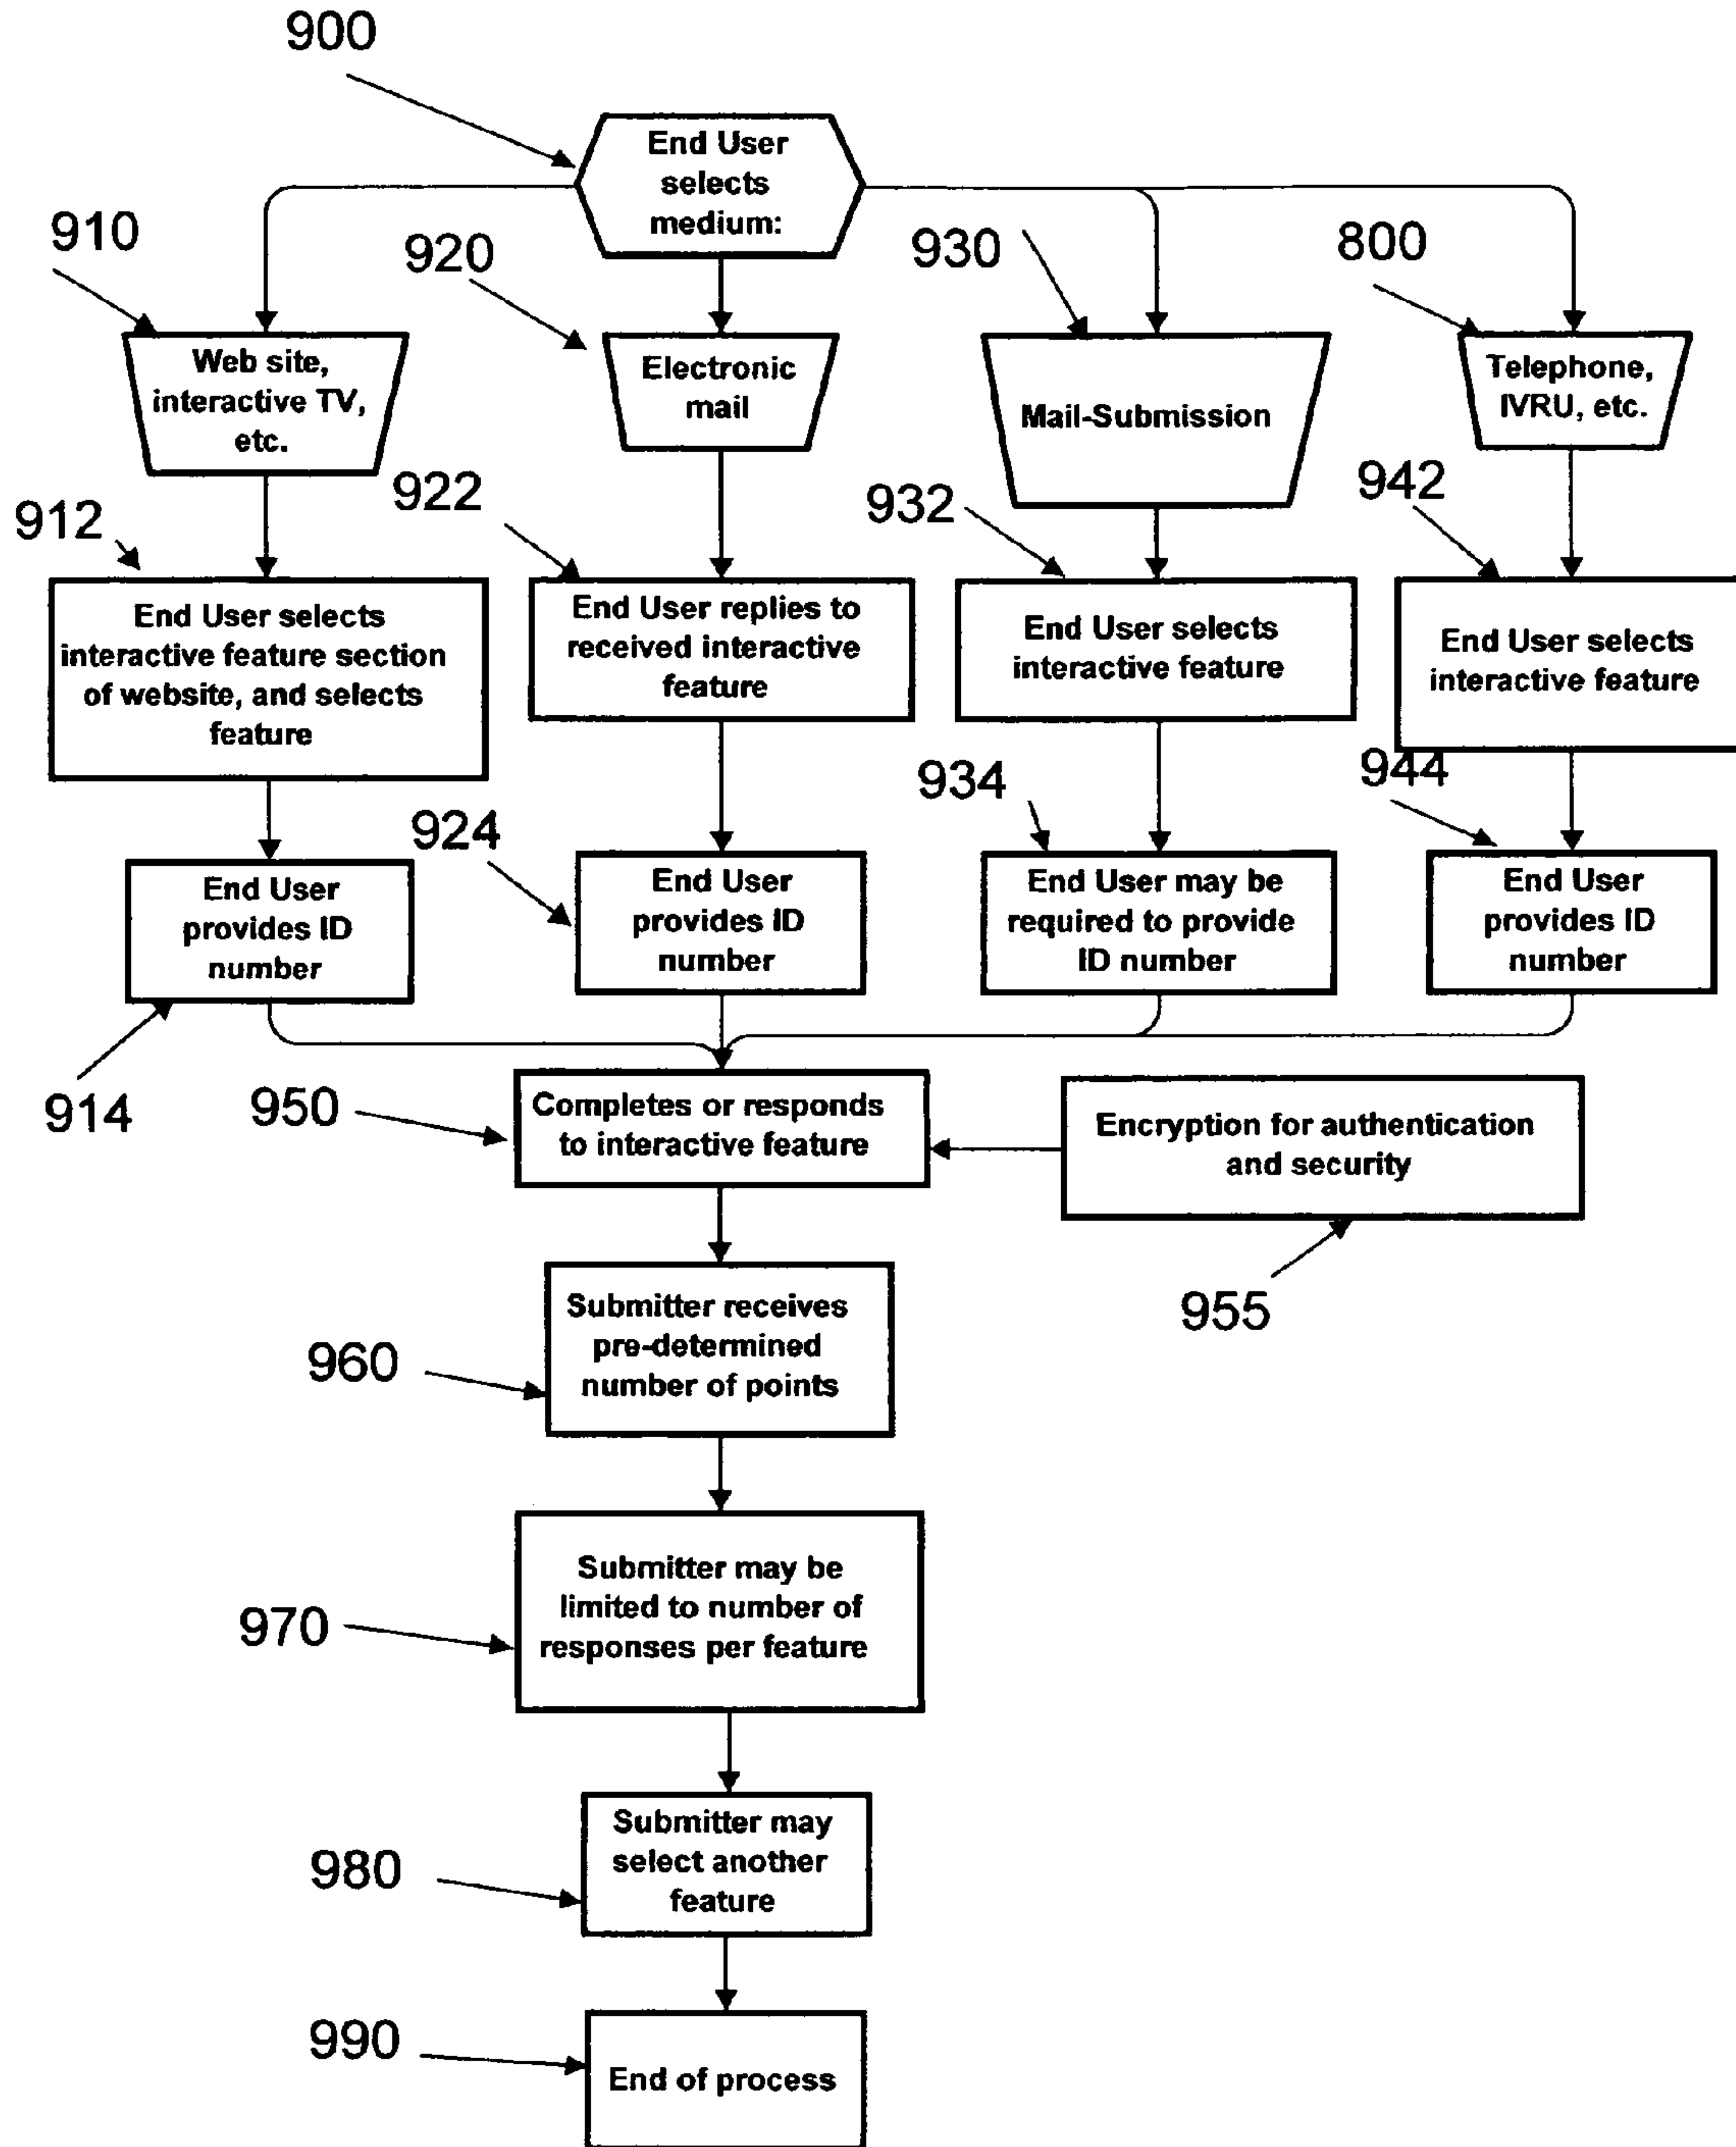 900
End User
selects
medium:
910
920
930
800
Web site,
interactive TV,
etc.
Electronic
mail
Mail-Submission
Telephone,
IVRU, etc.
912
922
932
942
End User selects
interactive feature section
of website, and selects
feature
End User replies to
received interactive
feature
End User selects
interactive feature
End User selects
interactive feature
924
934
944
End User
provides ID
number
End User
provides ID
number
End User may be
required to provide
ID number
End User
provides ID
number
914
950
Completes or responds
to interactive feature
Encryption for authentication
and security
955
960
Submitter receives
pre-determined
number of points
970
Submitter may be
limited to number of
responses per feature
980
Submitter may
select another
feature
990
End of process